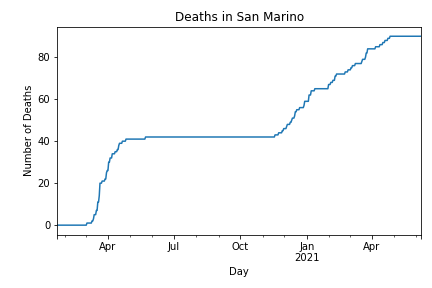 Deaths in San Marino
Number of Deaths
80
60
40
20
0
Apr Jul Oct Jan Apr
2021
Day